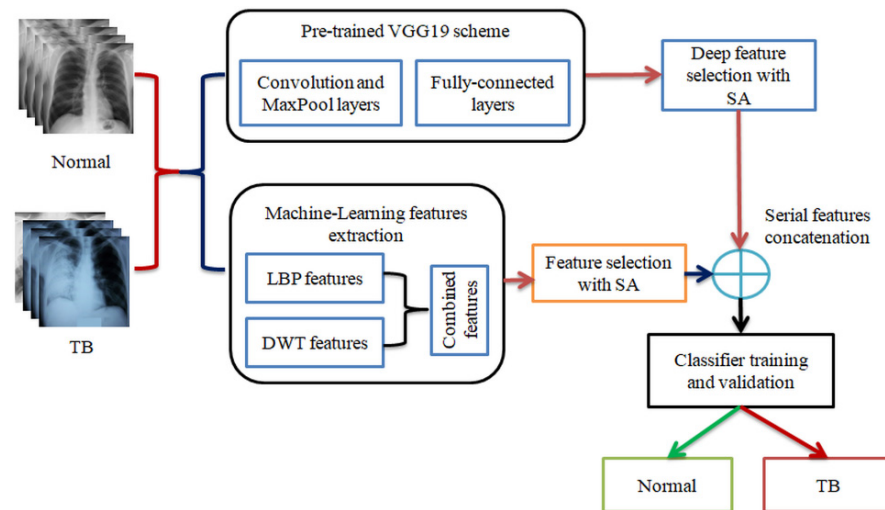 Pre-trained VGG19 scheme
Convolution and
MaxPool layers
Fully-connected
layers
Deep feature
selection with
SA
Normal
Machine-Learning features
extraction
LBP features
DWT features
Combined
features
Feature selection
with SA
Serial features
concatenation
TB
Classifier training
and validation
Normal
TB